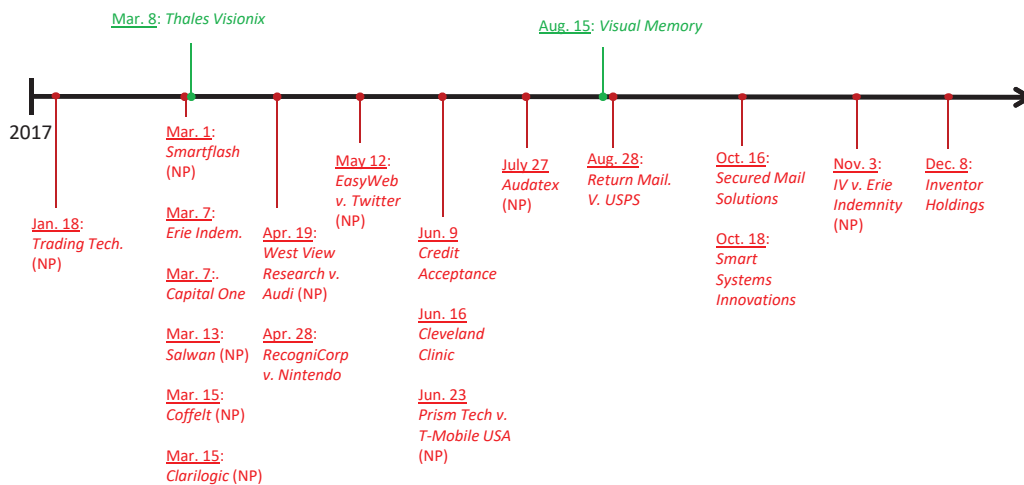 Mar. 8: Thales Visionix
Aug. 15: Visual Memory
2017
Jan. 18:
Trading Tech.
(NP)
Mar. 1:
Smartflash
(NP)
Mar. 7:
Erie Indem.
Mar. 7:.
Capital One
Mar. 13:
Salwan (NP)
Mar. 15:
Coffelt (NP)
Mar. 15:
Clarilogic (NP)
Apr. 19:
West View
Research v.
Audi (NP)
Apr. 28:
RecogniCorp
v. Nintendo
May 12:
EasyWeb
v. Twitter
(NP)
Jun. 9
Credit
Acceptance
Jun. 16
Cleveland
Clinic
Jun. 23
Prism Tech v.
T-Mobile USA
(NP)
July 27
Audatex
(NP)
Aug. 28:
Return Mail.
V. USPS
Oct. 16:
Secured Mail
Solutions
Oct. 18:
Smart
Systems
Innovations
Nov. 3:
IV v. Erie
Indemnity
(NP)
Dec. 8:
Inventor
Holdings